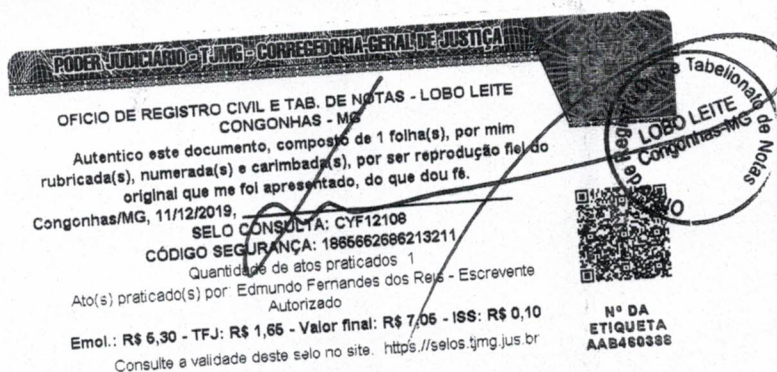 PODER JUDICIÁRIO - TJMG - CORREGEDORIA-GERAL DE JUSTIÇA
OFICIO DE REGISTRO CIVIL E TAB. DE NOTAS - LOBO LEITE
CONGONHAS - MG
Autentico este documento, composto de 1 folha(s), por mim
rubricada(s), numerada(s) e carimbada(s), por ser reprodução fiel do
original que me foi apresentado, do que dou fé.
Congonhas/MG, 11/12/2019,
SELO CONSULTA: CYF12108
CÓDIGO SEGURANÇA: 1865662686213211
Quantidade de atos praticados 1
Ato(s) praticado(s) por: Edmundo Fernandes dos Reis - Escrevente
Autorizado
Emol.: R$ 5,30 - TFJ: R$ 1,65 - Valor final: R$ 7,05 - ISS: R$ 0,10
Consulte a validade deste selo no site. https://selos.tjmg.jus.br
e Tabelionato de Notas
LOBO LEITE
Congonhas-MG
Nº DA
ETIQUETA
AAB460388